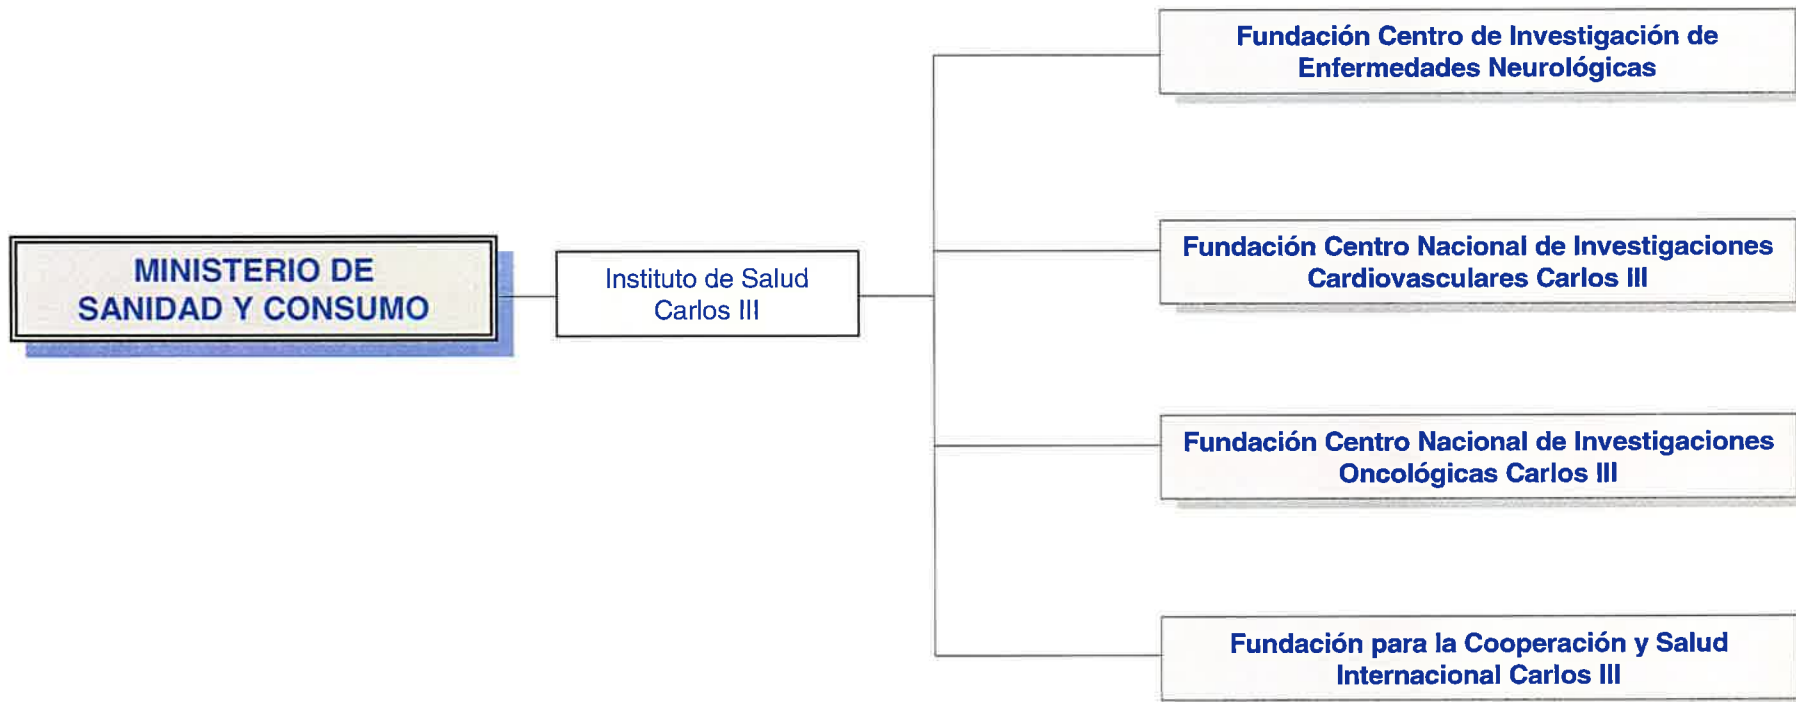 Fundación Centro de Investigación de
Enfermedades Neurológicas
MINISTERIO DE
SANIDAD Y CONSUMO
Instituto de Salud
Carlos III
Fundación Centro Nacional de Investigaciones
Cardiovasculares Carlos III
Fundación Centro Nacional de Investigaciones
Oncológicas Carlos III
Fundación para la Cooperación y Salud
Internacional Carlos III